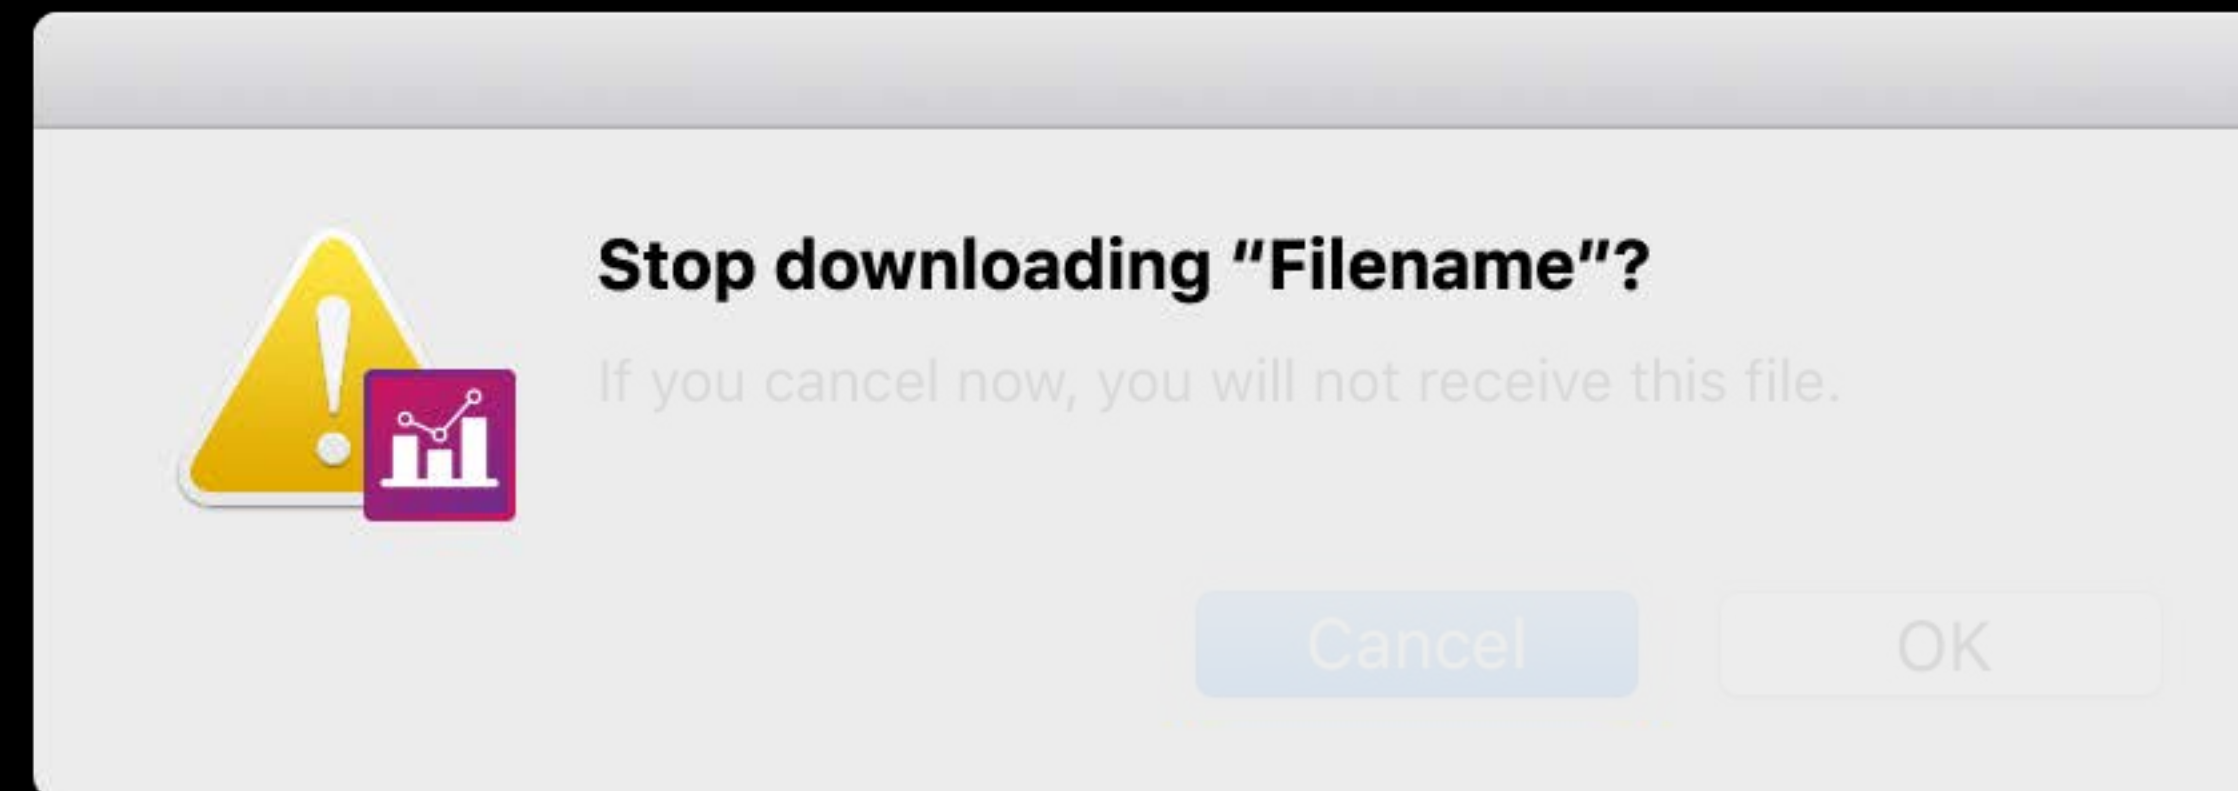 Stop downloading “Filename”?
If you cancel now, you will not receive this file.
Cancel OK